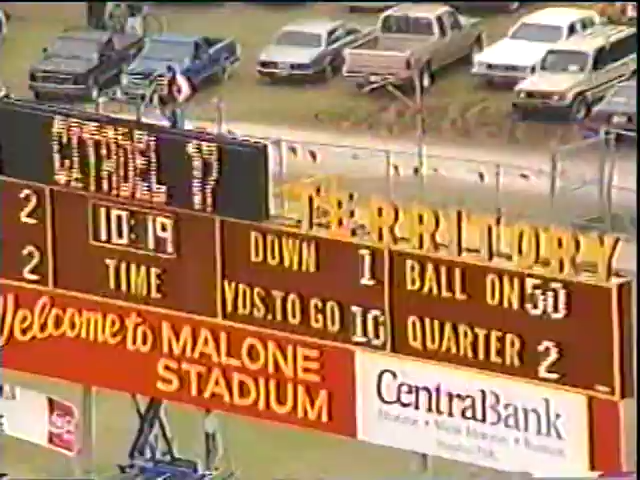 CITADEL 17
TERRITORY
2 10:19 DOWN 1 BALL ON 50
2 TIME YDS. TO GO 10 QUARTER 2
Welcome to MALONE
STADIUM
CentralBank